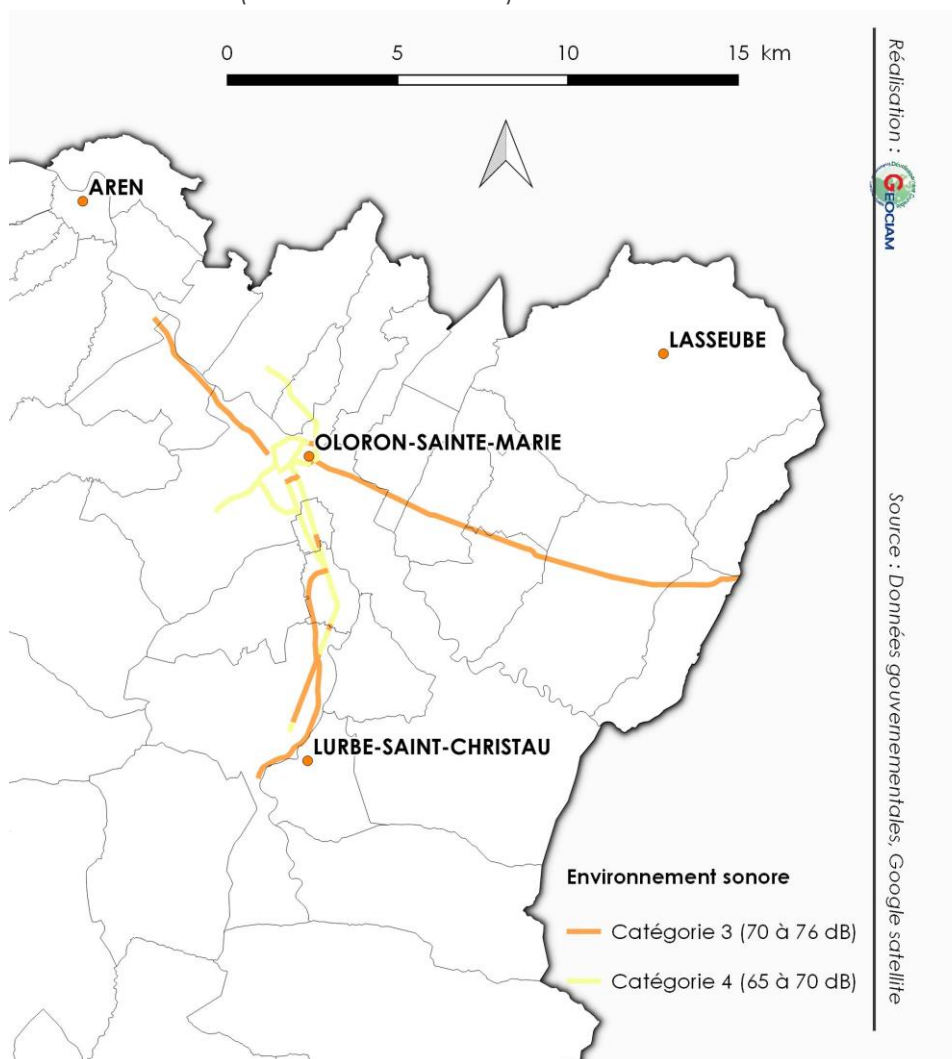 0 5 10 15 km
Réalisation :
GEOCIAM
AREN
LASSEUBE
OLORON-SAINTE-MARIE
LURBE-SAINT-CHRISTAU
Environnement sonore
Catégorie 3 (70 à 76 dB)
Catégorie 4 (65 à 70 dB)
Source : Données gouvernementales, Google satellite